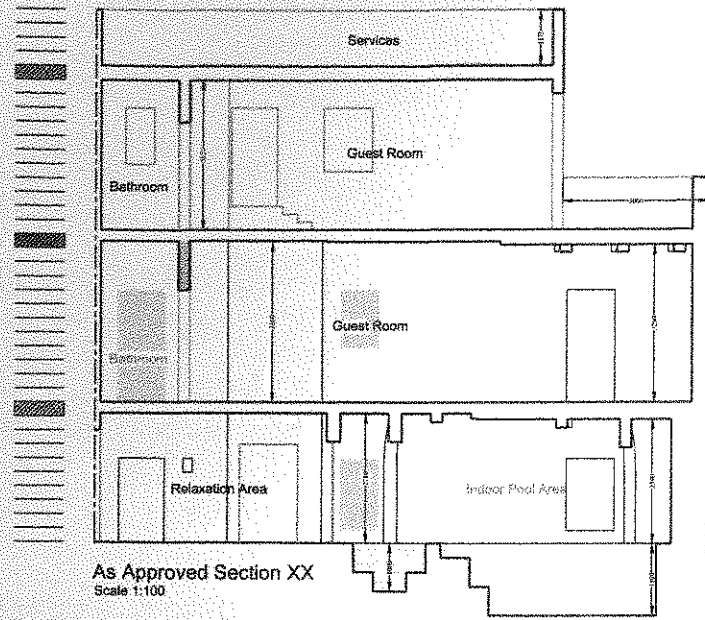 Services
Guest Room
Bathroom
Guest Room
Bathroom
Relaxation Area
Indoor Pool Area
As Approved Section XX
Scale 1:100